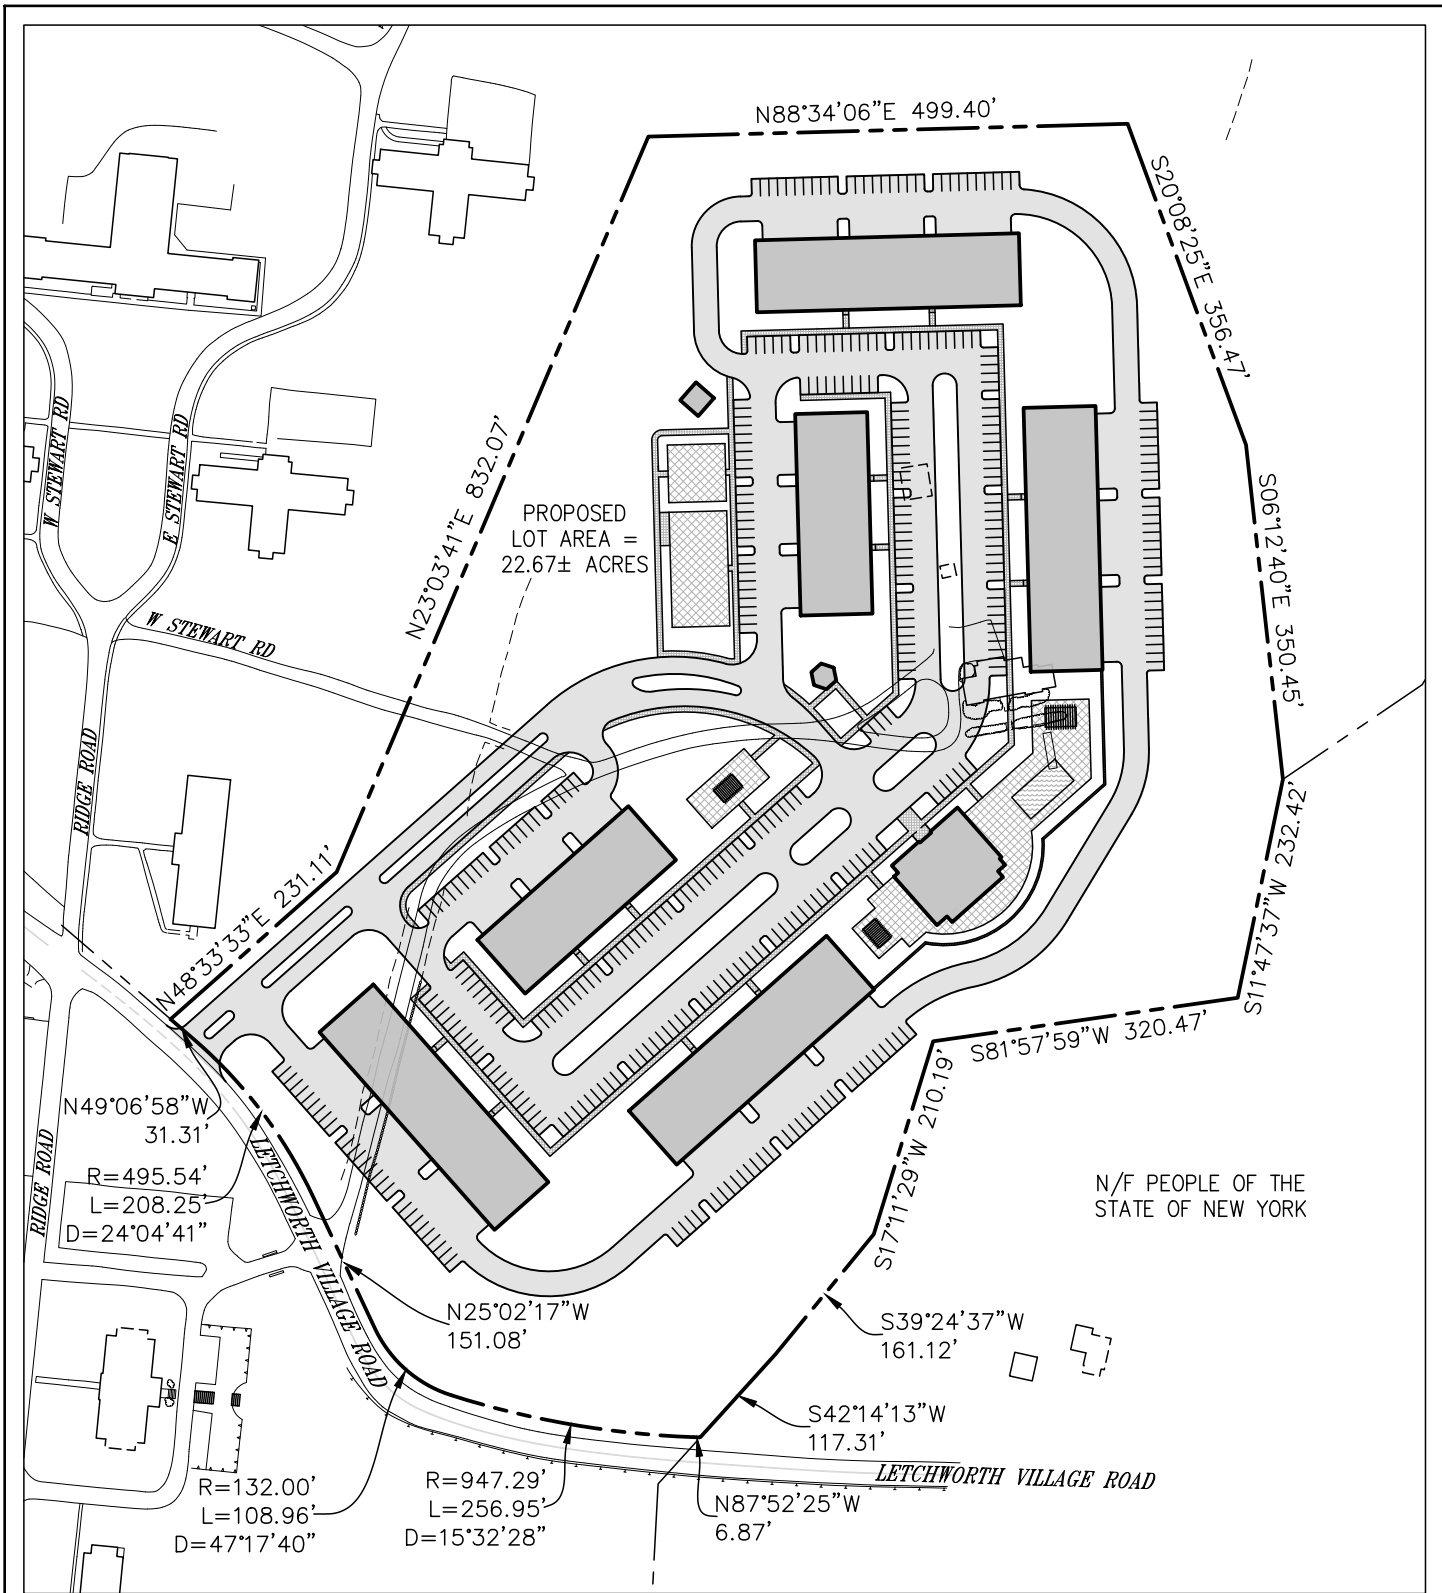 N88°34'06"E 499.40'
S20°08'25"E 356.47'
W STEWART RD
E STEWART RD
N23°03'41"E 832.07'
PROPOSED
LOT AREA =
22.67± ACRES
S06°12'40"E 350.45'
W STEWART RD
RIDGE ROAD
N48°33'33"E 231.11'
S11°47'37"W 232.42'
S81°57'59"W 320.47'
N49°06'58"W
31.31'
R=495.54'
L=208.25'
D=24°04'41"
RIDGE ROAD
LETCHWORTH VILLAGE ROAD
S17°11'29"W 210.19'
N/F PEOPLE OF THE
STATE OF NEW YORK
N25°02'17"W
151.08'
S39°24'37"W
161.12'
S42°14'13"W
117.31'
R=132.00'
L=108.96'
D=47°17'40"
R=947.29'
L=256.95'
D=15°32'28"
LETCHWORTH VILLAGE ROAD
N87°52'25"W
6.87'